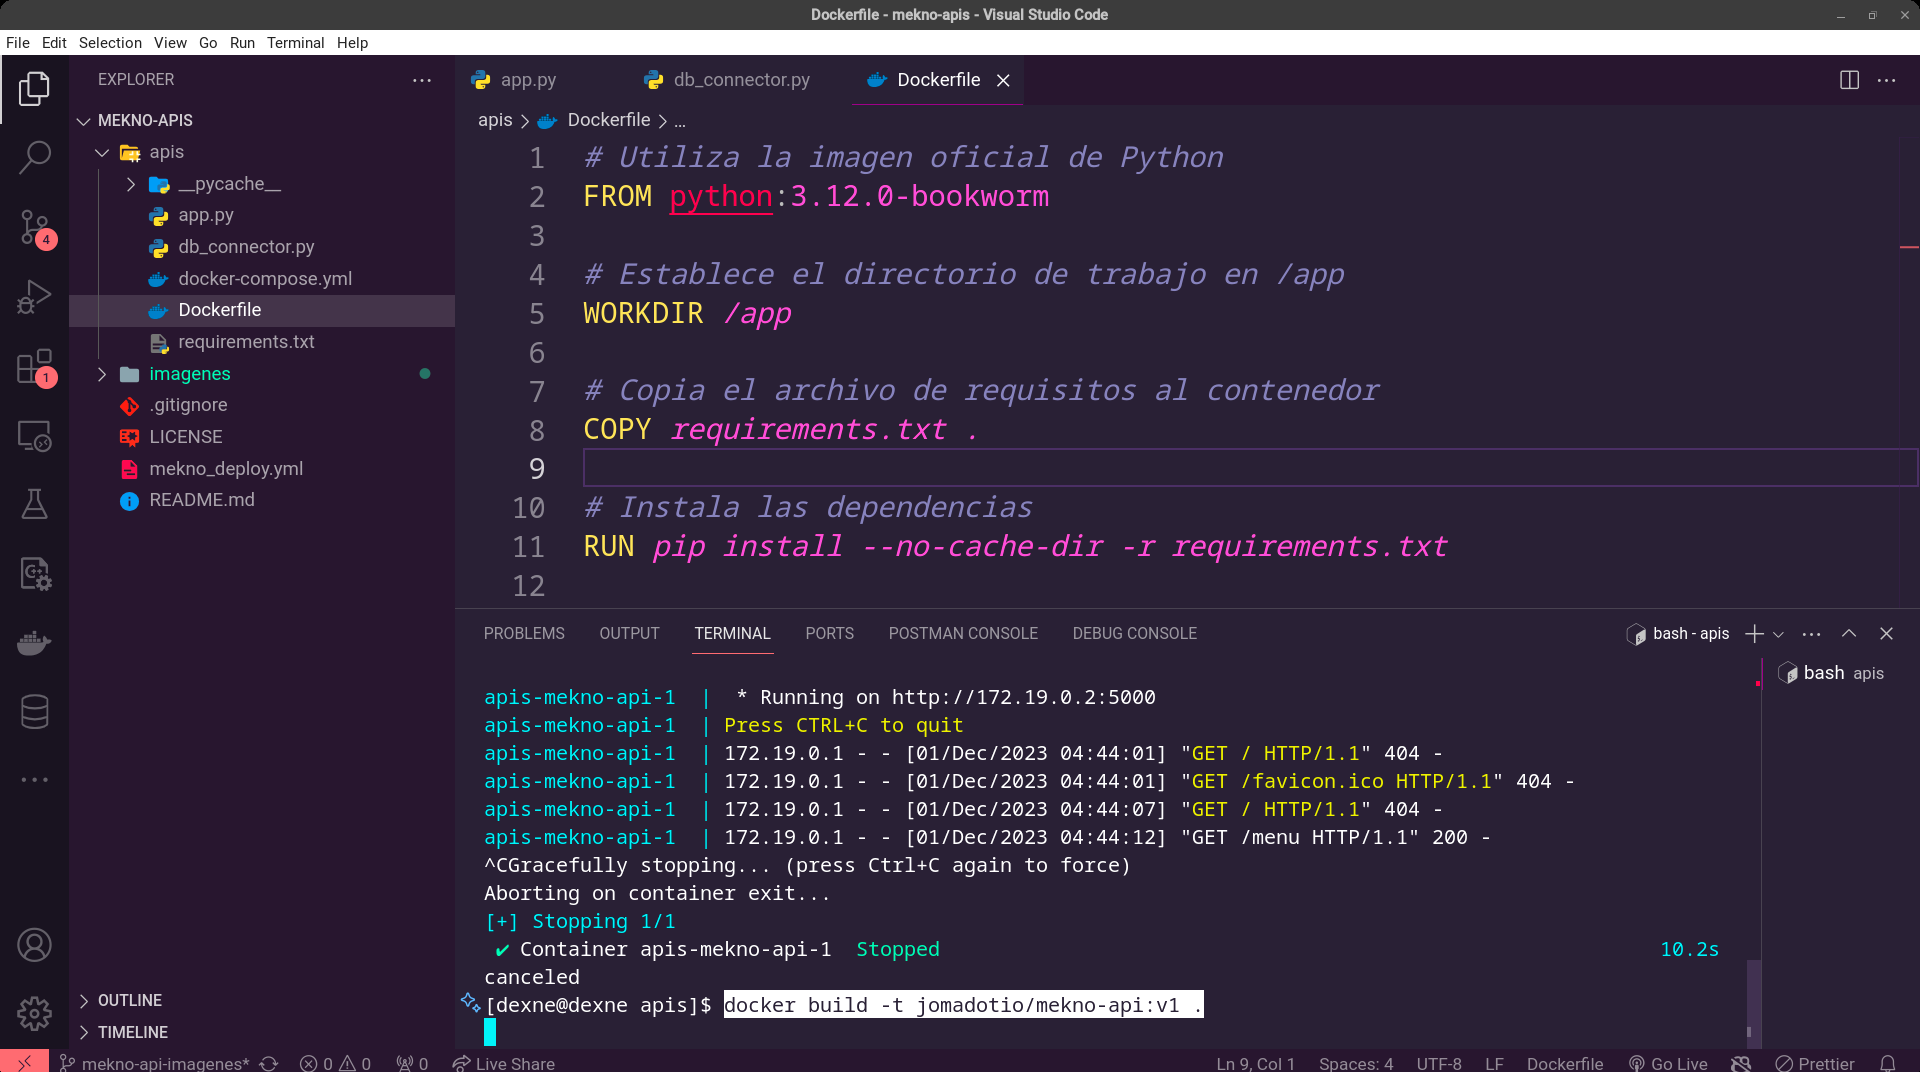 Dockerfile - mekno-apis - Visual Studio Code
File Edit Selection View Go Run Terminal Help
EXPLORER
MEKNO-APIS
apis
__pycache__
app.py
db_connector.py
docker-compose.yml
Dockerfile
requirements.txt
imagenes
.gitignore
LICENSE
mekno_deploy.yml
README.md
OUTLINE
TIMELINE
4
1
app.py db_connector.py Dockerfile
apis > Dockerfile > ...
1 # Utiliza la imagen oficial de Python
2 FROM python:3.12.0-bookworm
3
4 # Establece el directorio de trabajo en /app
5 WORKDIR /app
6
7 # Copia el archivo de requisitos al contenedor
8 COPY requirements.txt .
9
10 # Instala las dependencias
11 RUN pip install --no-cache-dir -r requirements.txt
12
PROBLEMS OUTPUT TERMINAL PORTS POSTMAN CONSOLE DEBUG CONSOLE bash - apis
bash apis
apis-mekno-api-1 | * Running on http://172.19.0.2:5000
apis-mekno-api-1 | Press CTRL+C to quit
apis-mekno-api-1 | 172.19.0.1 - - [01/Dec/2023 04:44:01] "GET / HTTP/1.1" 404 -
apis-mekno-api-1 | 172.19.0.1 - - [01/Dec/2023 04:44:01] "GET /favicon.ico HTTP/1.1" 404 -
apis-mekno-api-1 | 172.19.0.1 - - [01/Dec/2023 04:44:07] "GET / HTTP/1.1" 404 -
apis-mekno-api-1 | 172.19.0.1 - - [01/Dec/2023 04:44:12] "GET /menu HTTP/1.1" 200 -
^CGracefully stopping... (press Ctrl+C again to force)
Aborting on container exit...
[+] Stopping 1/1
✔ Container apis-mekno-api-1 Stopped 10.2s
canceled
[dexne@dexne apis]$ docker build -t jomadotio/mekno-api:v1 .
mekno-api-imagenes* 0 0 0 Live Share Ln 9, Col 1 Spaces: 4 UTF-8 LF Dockerfile Go Live Prettier